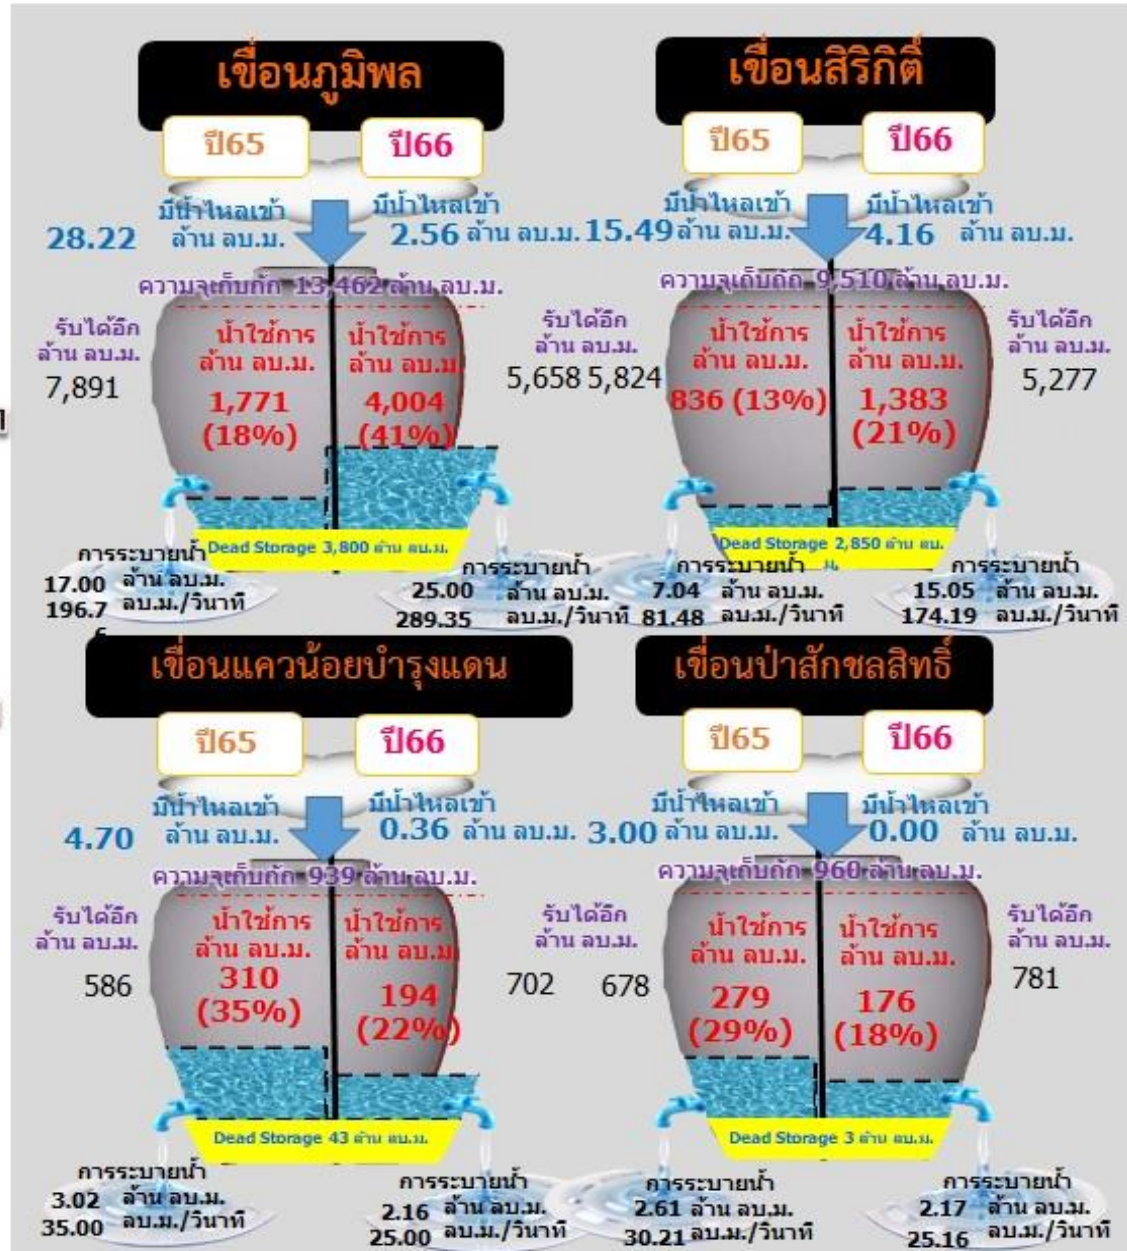 เขื่อนภูมิพล
ปี65
ปี66
มีน้ำไหลเข้า
28.22 ล้าน ลบ.ม.
มีน้ำไหลเข้า
2.56 ล้าน ลบ.ม.
ความจุเก็บกัก 13,462 ล้าน ลบ.ม.
รับได้อีก
ล้าน ลบ.ม.
7,891
น้ำใช้การ
ล้าน ลบ.ม.
1,771
(18%)
น้ำใช้การ
ล้าน ลบ.ม
4,004
(41%)
รับได้อีก
ล้าน ลบ.ม.
5,658
Dead Storage 3,800 ล้าน ลบ.ม.
การระบายน้ำ
17.00 ล้าน ลบ.ม.
196.7 ลบ.ม./วินาที
การระบายน้ำ
25.00 ล้าน ลบ.ม.
289.35 ลบ.ม./วินาที
เขื่อนสิริกิติ์
ปี65
ปี66
มีน้ำไหลเข้า
15.49 ล้าน ลบ.ม.
มีน้ำไหลเข้า
4.16 ล้าน ลบ.ม.
ความจุเก็บกัก 9,510 ล้าน ลบ.ม.
5,824
น้ำใช้การ
ล้าน ลบ.ม.
836 (13%)
น้ำใช้การ
ล้าน ลบ.ม.
1,383
(21%)
รับได้อีก
ล้าน ลบ.ม.
5,277
Dead Storage 2,850 ล้าน ลบ.
ม.
การระบายน้ำ
7.04 ล้าน ลบ.ม.
81.48 ลบ.ม./วินาที
การระบายน้ำ
15.05 ล้าน ลบ.ม.
174.19 ลบ.ม./วินาที
เขื่อนแควน้อยบำรุงแดน
ปี65
ปี66
มีน้ำไหลเข้า
4.70 ล้าน ลบ.ม.
มีน้ำไหลเข้า
0.36 ล้าน ลบ.ม.
ความจุเก็บกัก 939 ล้าน ลบ.ม.
รับได้อีก
ล้าน ลบ.ม.
586
น้ำใช้การ
ล้าน ลบ.ม.
310
(35%)
น้ำใช้การ
ล้าน ลบ.ม.
194
(22%)
รับได้อีก
ล้าน ลบ.ม.
702
Dead Storage 43 ล้าน ลบ.ม.
การระบายน้ำ
3.02 ล้าน ลบ.ม.
35.00 ลบ.ม./วินาที
การระบายน้ำ
2.16 ล้าน ลบ.ม.
25.00 ลบ.ม./วินาที
เขื่อนป่าสักชลสิทธิ์
ปี65
ปี66
มีน้ำไหลเข้า
3.00 ล้าน ลบ.ม.
มีน้ำไหลเข้า
0.00 ล้าน ลบ.ม.
ความจุเก็บกัก 960 ล้าน ลบ.ม.
678
น้ำใช้การ
ล้าน ลบ.ม.
279
(29%)
น้ำใช้การ
ล้าน ลบ.ม.
176
(18%)
รับได้อีก
ล้าน ลบ.ม.
781
Dead Storage 3 ล้าน ลบ.ม.
การระบายน้ำ
2.61 ล้าน ลบ.ม.
30.21 ลบ.ม./วินาที
การระบายน้ำ
2.17 ล้าน ลบ.ม.
25.16 ลบ.ม./วินาที